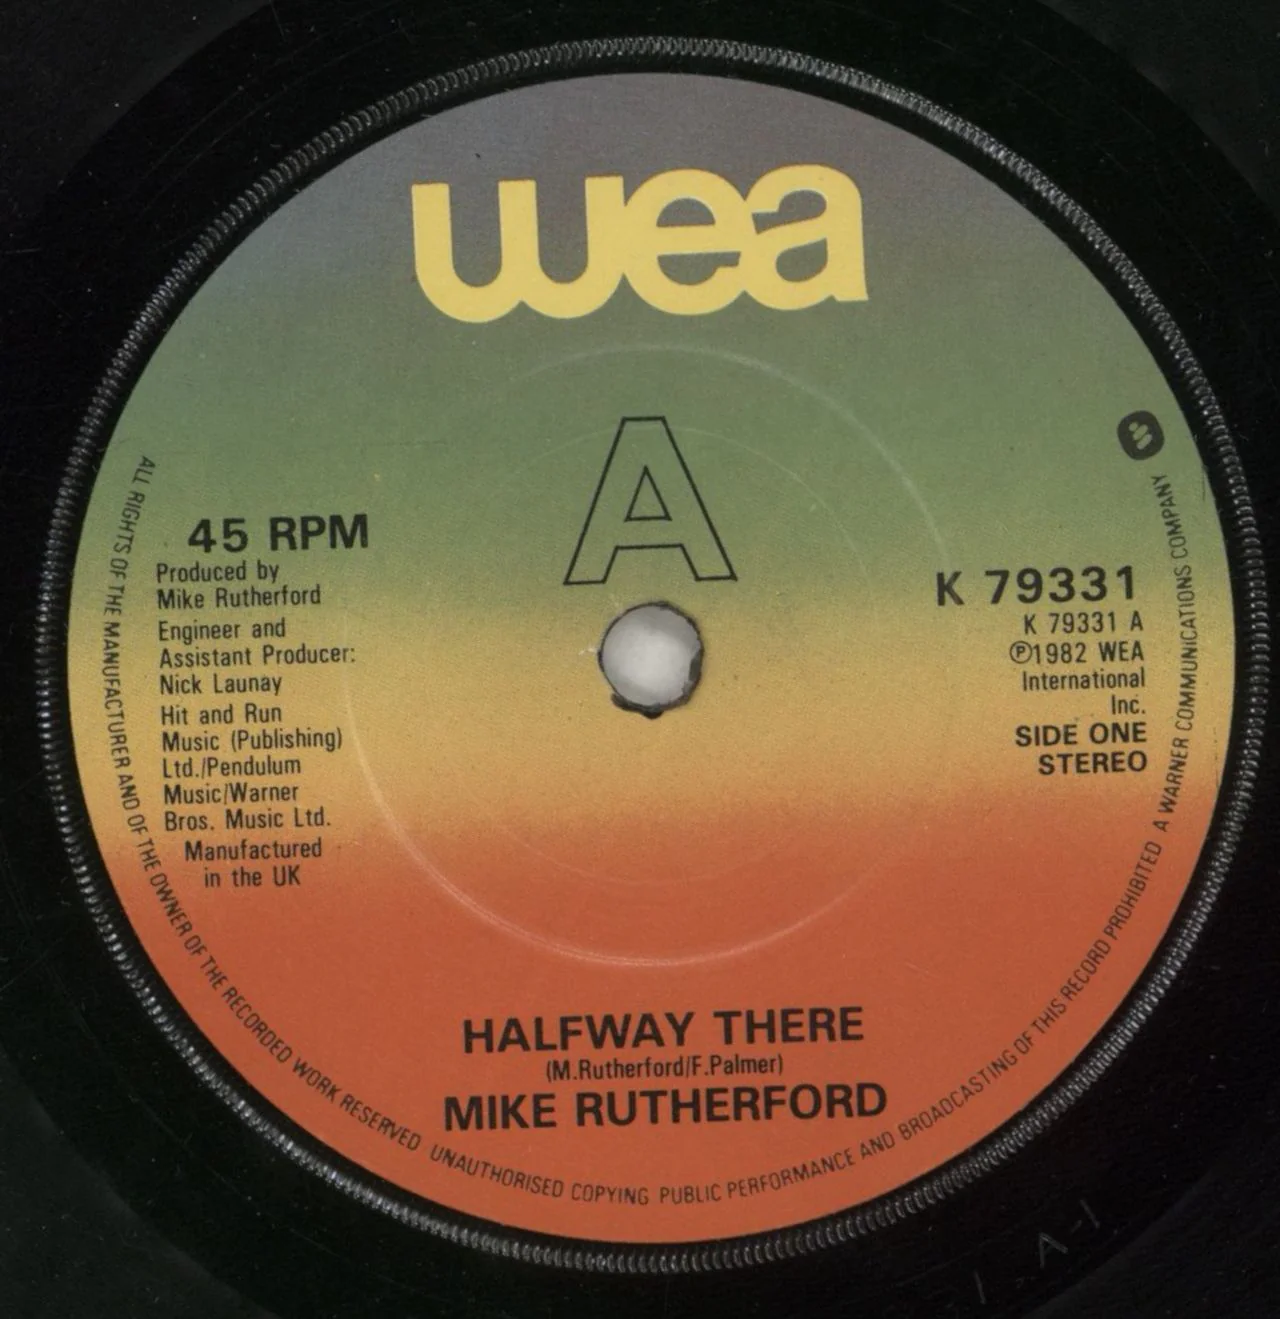 wea
A
45 RPM
Produced by
Mike Rutherford
Engineer and
Assistant Producer:
Nick Launay
Hit and Run
Music (Publishing)
Ltd./Pendulum
Music/Warner
Bros. Music Ltd.
Manufactured
in the UK
K 79331
K 79331 A
℗1982 WEA
International
Inc.
SIDE ONE
STEREO
HALFWAY THERE
(M.Rutherford/F.Palmer)
MIKE RUTHERFORD
ALL RIGHTS OF THE MANUFACTURER AND OF THE OWNER OF THE RECORDED WORK RESERVED UNAUTHORISED COPYING PUBLIC PERFORMANCE AND BROADCASTING OF THIS RECORD PROHIBITED A WARNER COMMUNICATIONS COMPANY
A-1